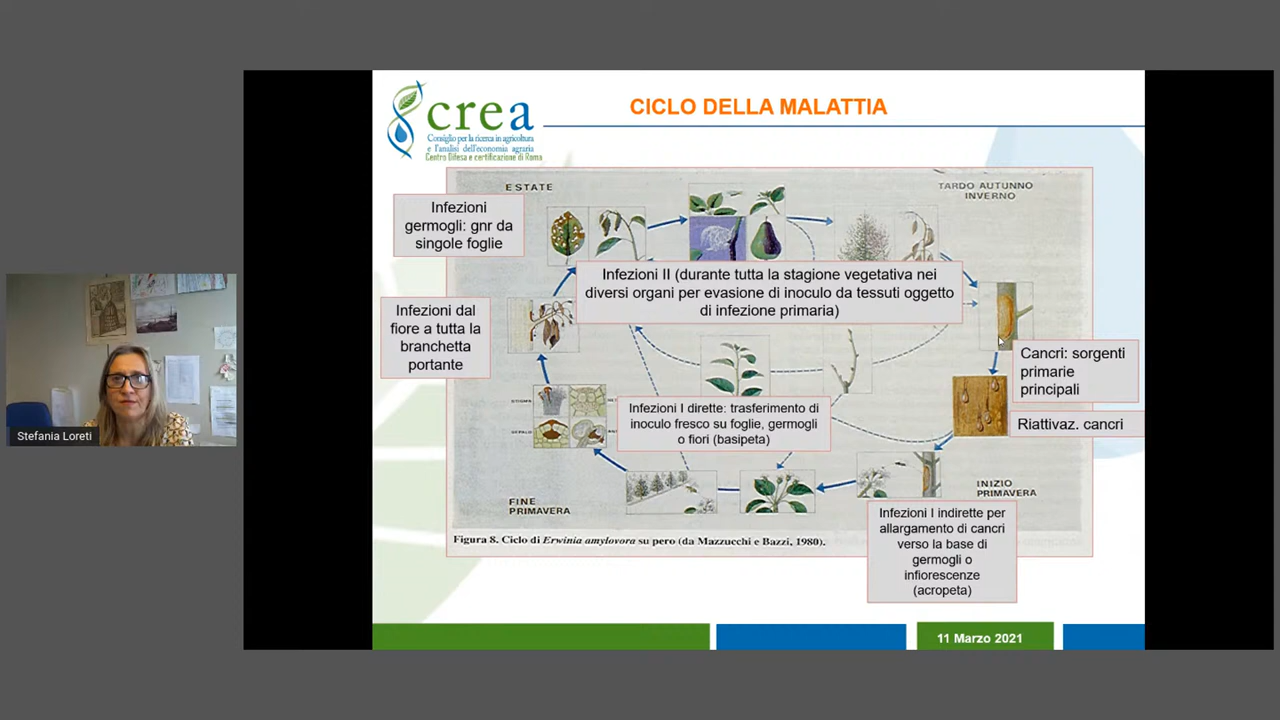 crea
Consiglio per la ricerca in agricoltura
e l'analisi dell'economia agraria
Centro Difesa e certificazione di Roma
CICLO DELLA MALATTIA
ESTATE
TARDO AUTUNNO
INVERNO
Infezioni
germogli: gnr da
singole foglie
Infezioni II (durante tutta la stagione vegetativa nei
diversi organi per evasione di inoculo da tessuti oggetto
di infezione primaria)
Infezioni dal
fiore a tutta la
branchetta
portante
Cancri: sorgenti
primarie
principali
Riattivaz. cancri
Infezioni I dirette: trasferimento di
inoculo fresco su foglie, germogli
o fiori (basipeta)
Stefania Loreti
FINE
PRIMAVERA
INIZIO
PRIMAVERA
Infezioni I indirette per
allargamento di cancri
verso la base di
germogli o
infiorescenze
(acropeta)
Figura 8. Ciclo di Erwinia amylovora su pero (da Mazzucchi e Bazzi, 1980).
11 Marzo 2021